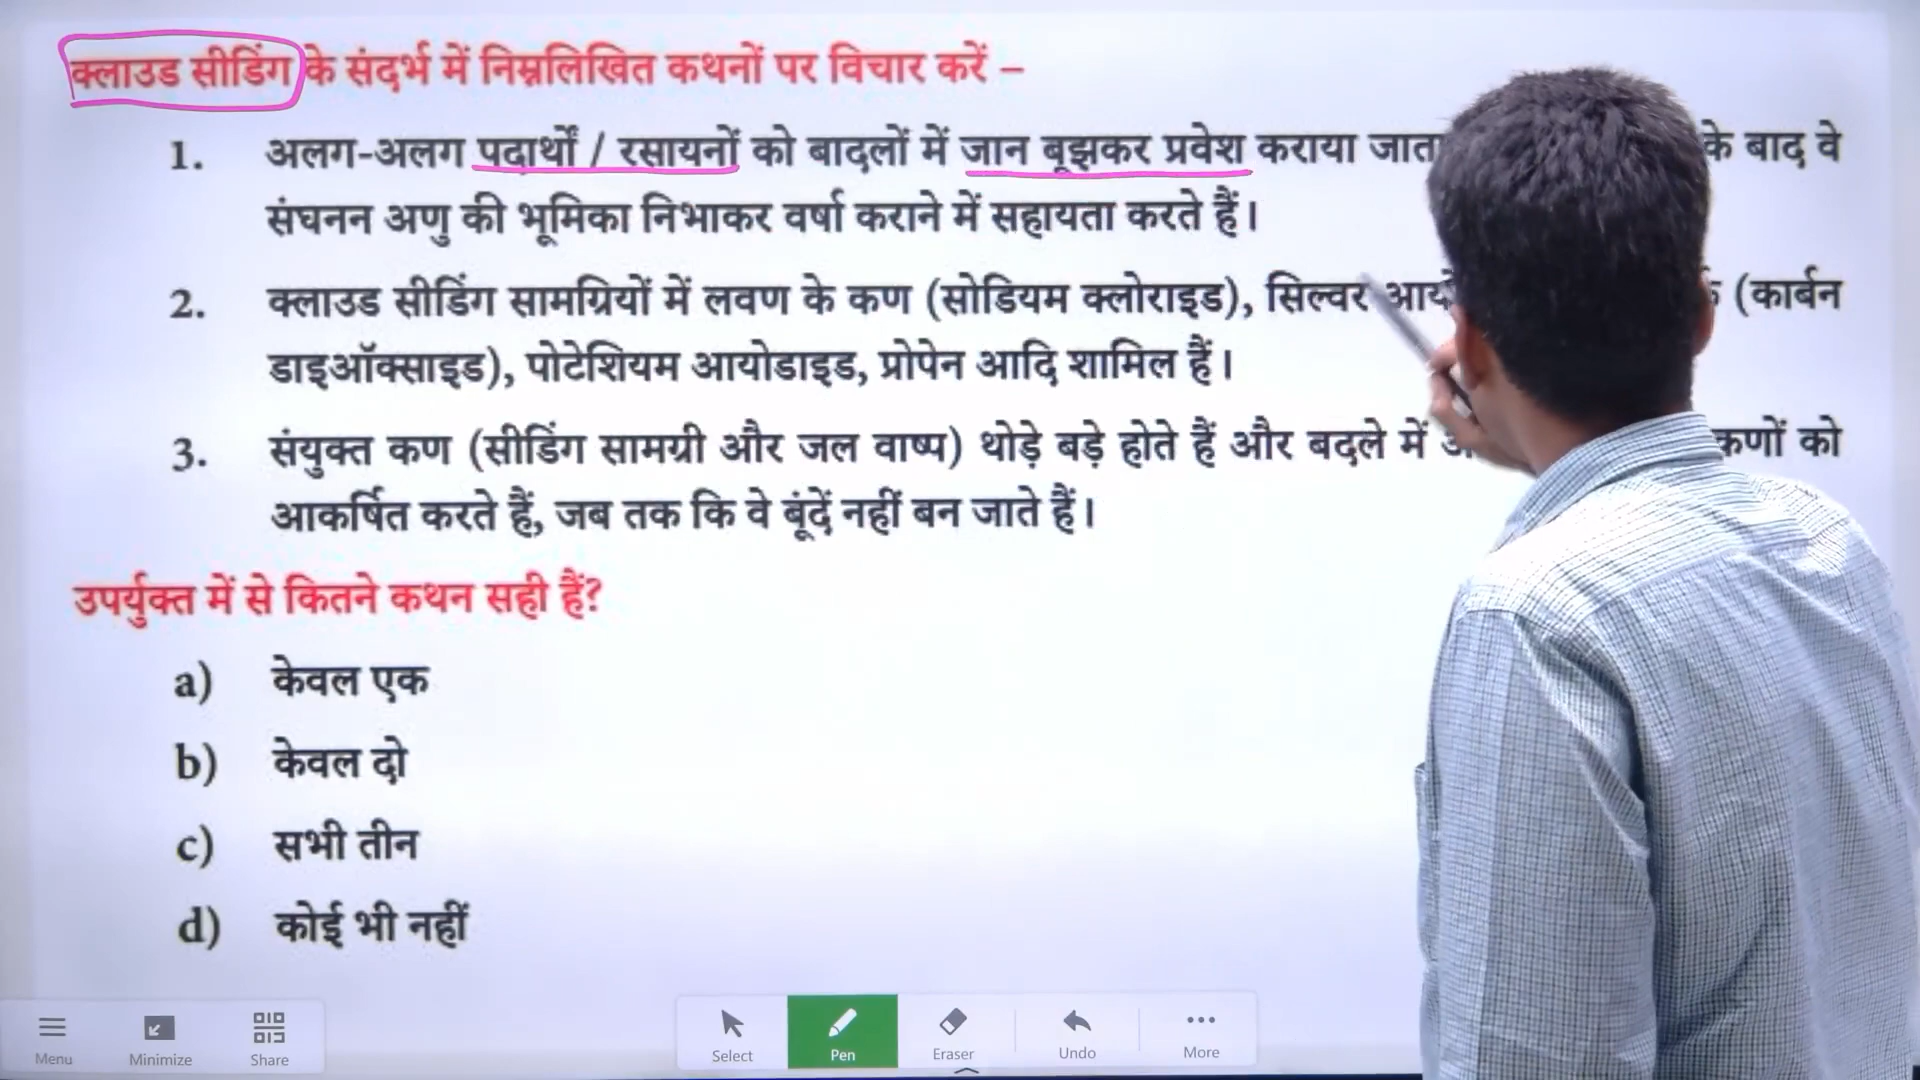 क्लाउड सीडिंग के संदर्भ में निम्नलिखित कथनों पर विचार करें –
1. अलग-अलग पदार्थों / रसायनों को बादलों में जान बूझकर प्रवेश कराया के बाद वे
संघनन अणु की भूमिका निभाकर वर्षा कराने में सहायता करते हैं।
2. क्लाउड सीडिंग सामग्रियों में लवण के कण (सोडियम क्लोराइड), सिल्वर (कार्बन
डाइऑक्साइड), पोटेशियम आयोडाइड, प्रोपेन आदि शामिल हैं।
3. संयुक्त कण (सीडिंग सामग्री और जल वाष्प) थोड़े बड़े होते हैं और बदले में कणों को
आकर्षित करते हैं, जब तक कि वे बूंदें नहीं बन जाते हैं।
उपर्युक्त में से कितने कथन सही हैं?
a) केवल एक
b) केवल दो
c) सभी तीन
d) कोई भी नहीं
Menu Minimize Share Select Pen Eraser Undo More